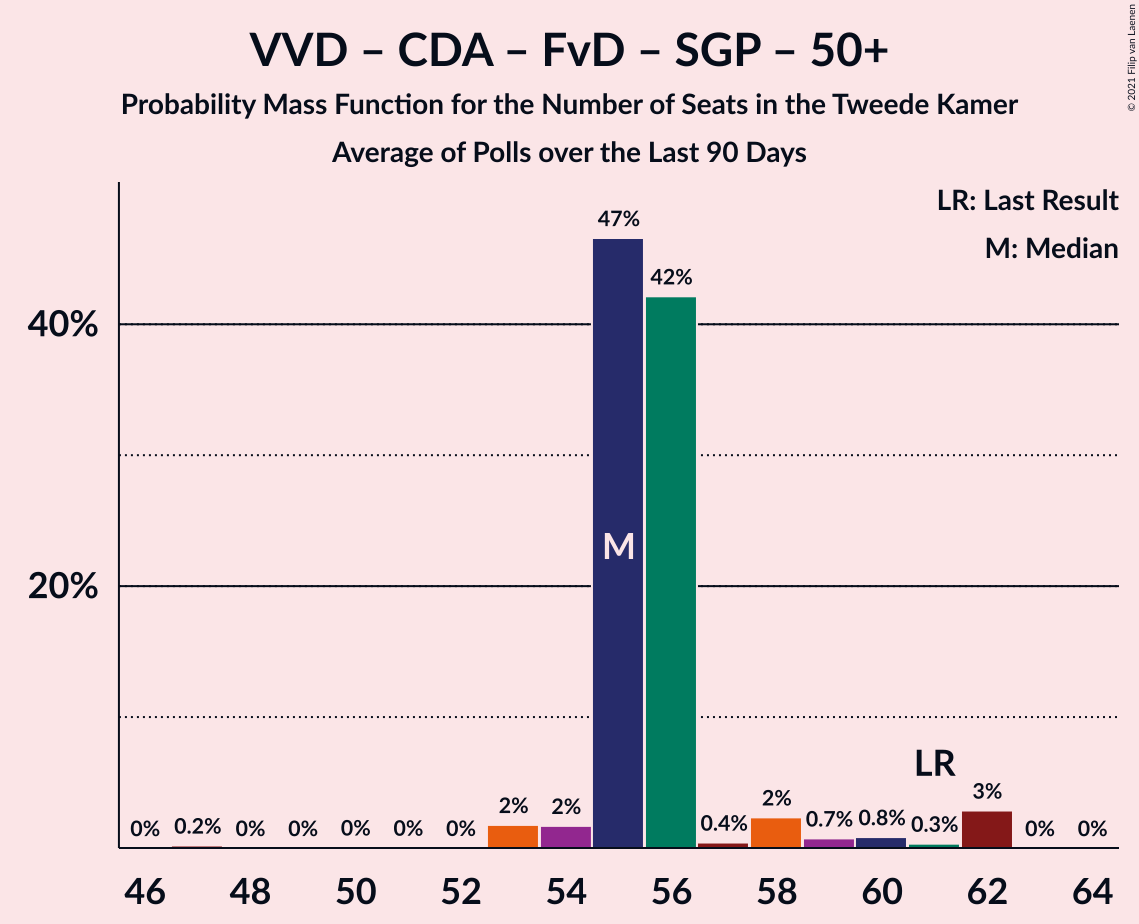 VVD – CDA – FvD – SGP – 50+
Probability Mass Function for the Number of Seats in the Tweede Kamer
Average of Polls over the Last 90 Days
© 2021 Filip van Laenen
LR: Last Result
M: Median
47%
42%
40%
M
20%
LR
0% 0.2% 0% 0% 0% 0% 0% 2% 2% 0.4% 2% 0.7% 0.8% 0.3% 3% 0% 0%
46 48 50 52 54 56 58 60 62 64